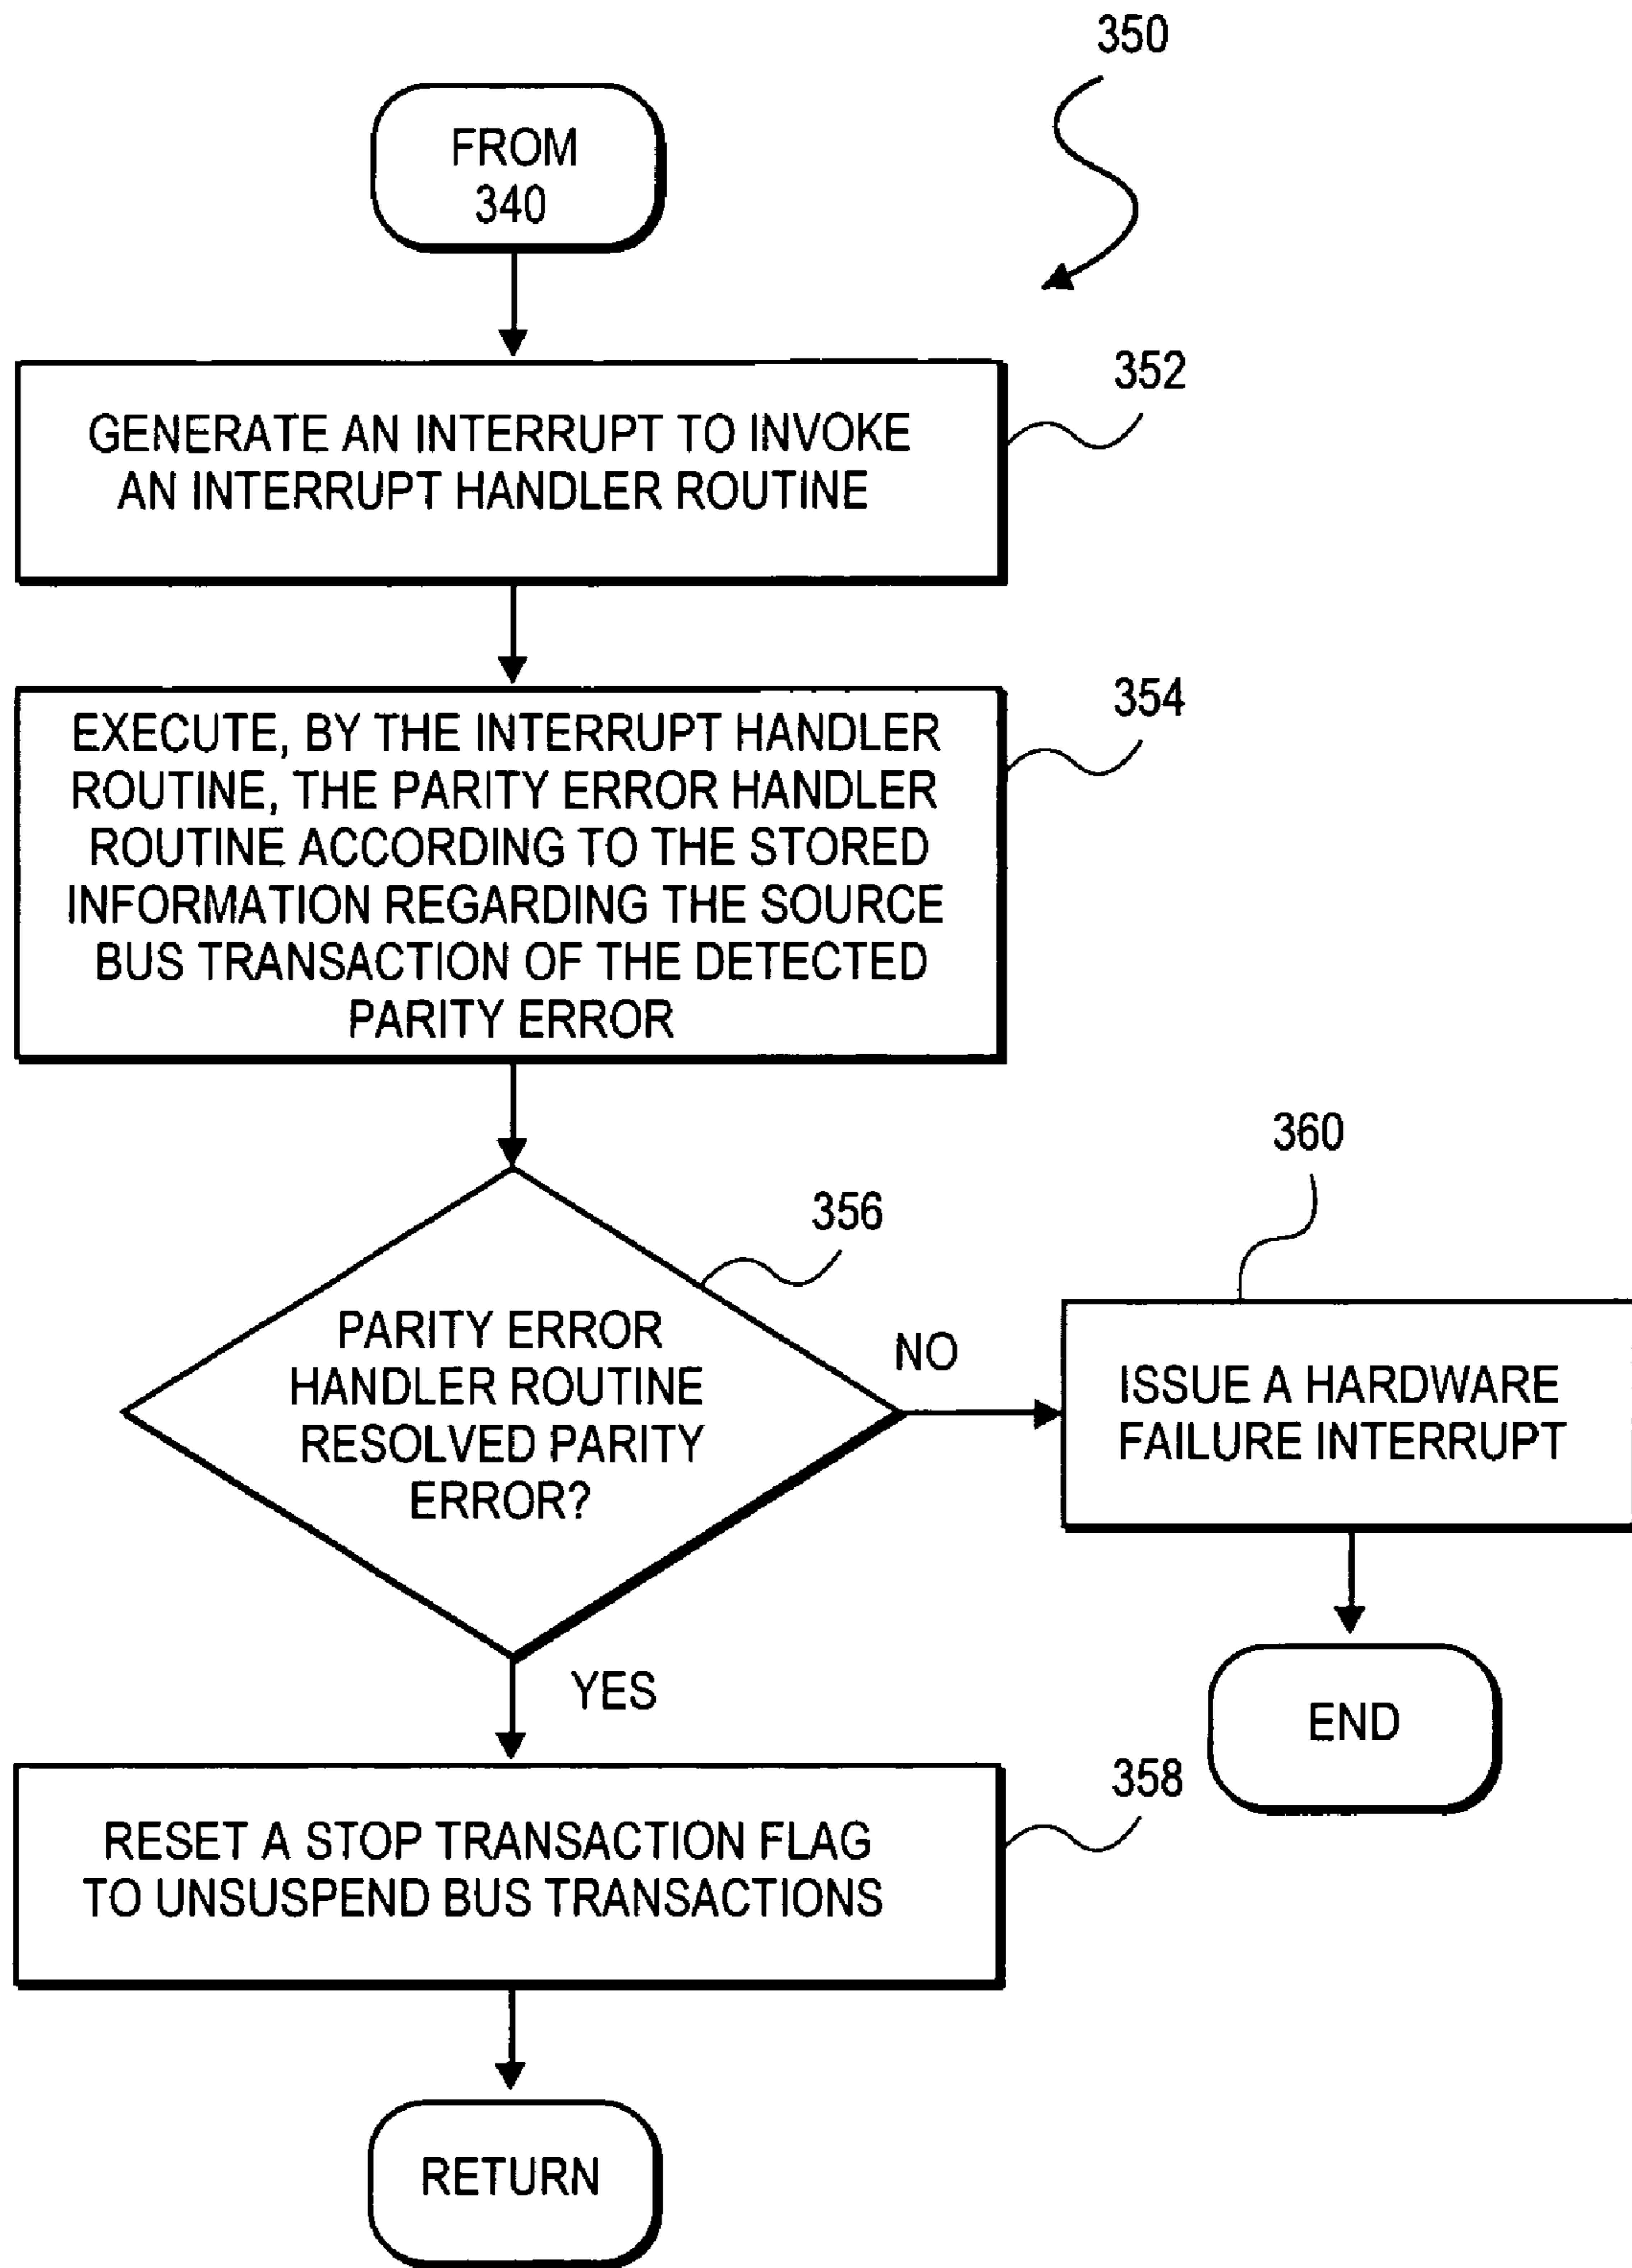 350
FROM
340
352
GENERATE AN INTERRUPT TO INVOKE
AN INTERRUPT HANDLER ROUTINE
354
EXECUTE, BY THE INTERRUPT HANDLER
ROUTINE, THE PARITY ERROR HANDLER
ROUTINE ACCORDING TO THE STORED
INFORMATION REGARDING THE SOURCE
BUS TRANSACTION OF THE DETECTED
PARITY ERROR
356
PARITY ERROR
HANDLER ROUTINE
RESOLVED PARITY
ERROR?
NO
360
ISSUE A HARDWARE
FAILURE INTERRUPT
END
YES
358
RESET A STOP TRANSACTION FLAG
TO UNSUSPEND BUS TRANSACTIONS
RETURN